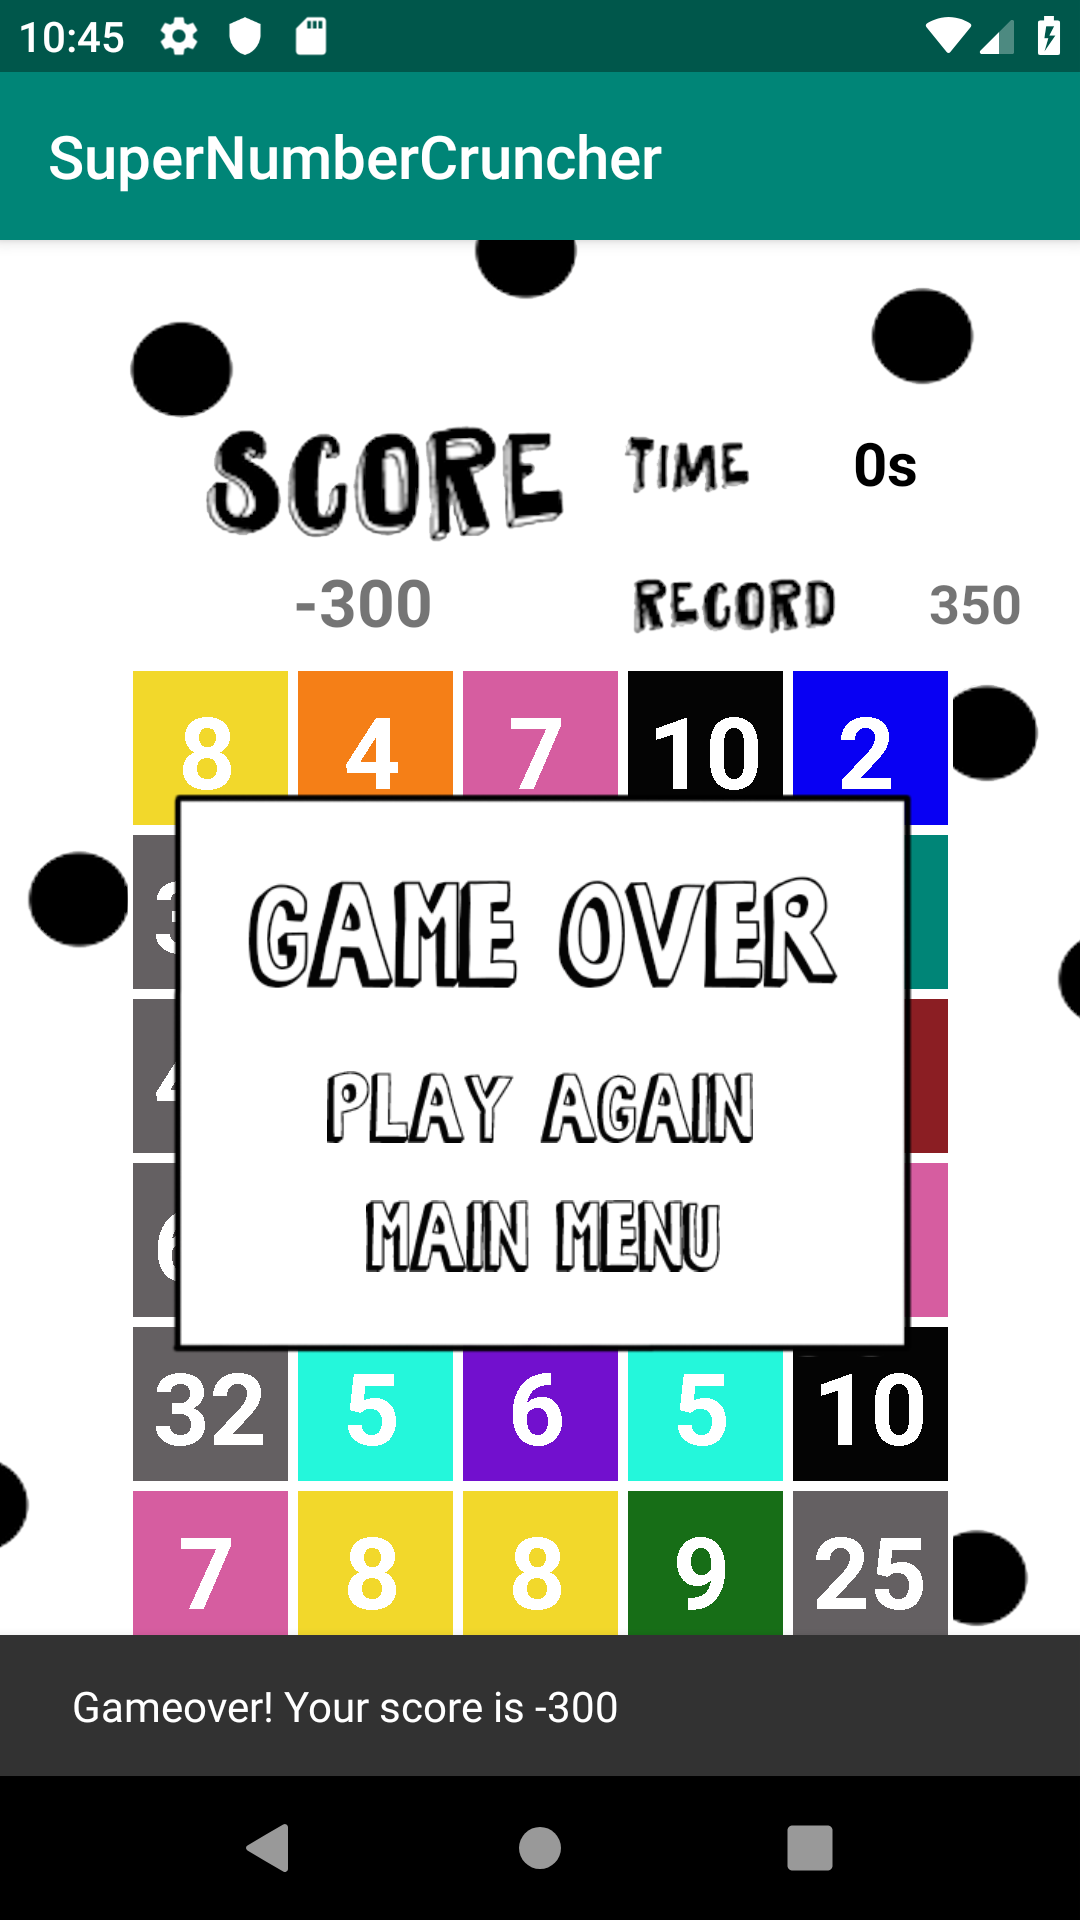 10:45
SuperNumberCruncher
SCORE TIME 0s
-300 RECORD 350
8 4 7 10 2
GAME OVER
PLAY AGAIN
MAIN MENU
32 5 6 5 10
7 8 8 9 25
Gameover! Your score is -300